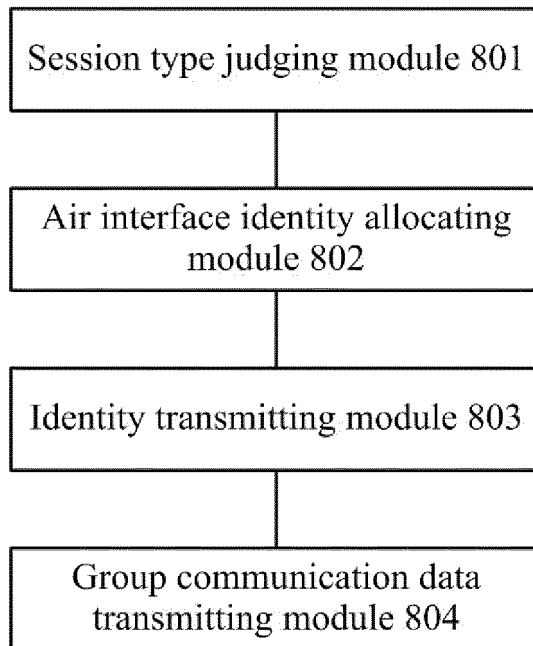 Session type judging module 801
Air interface identity allocating
module 802
Identity transmitting module 803
Group communication data
transmitting module 804